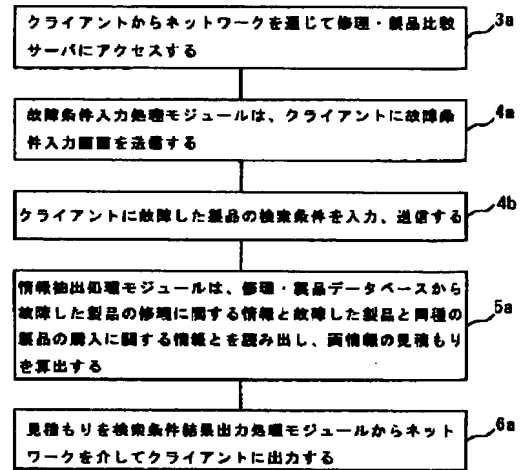 クライアントからネットワークを通じて修理・製品比較
サーバにアクセスする
3a
故障条件入力処理モジュールは、クライアントに故障条
件入力画面を送信する
4a
クライアントに故障した製品の検索条件を入力、送信する
4b
情報抽出処理モジュールは、修理・製品データベースから
故障した製品の修理に関する情報と故障した製品と同種の
製品の購入に関する情報とを読み出し、両情報の見積もり
を算出する
5a
見積もりを検索条件結果出力処理モジュールからネット
ワークを介してクライアントに出力する
6a